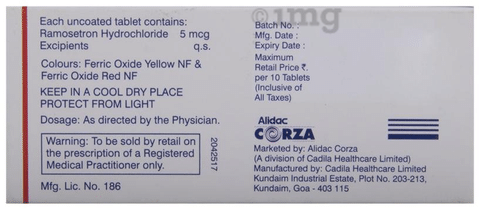 1mg
Each uncoated tablet contains:
Ramosetron Hydrochloride 5 mcg
Excipients q.s.
Colours: Ferric Oxide Yellow NF &
Ferric Oxide Red NF
KEEP IN A COOL DRY PLACE
PROTECT FROM LIGHT
Dosage: As directed by the Physician.
Warning: To be sold by retail on
the prescription of a Registered
Medical Practitioner only.
Mfg. Lic. No. 186
2042517
Batch No. :
Mfg. Date :
Expiry Date :
Maximum
Retail Price ₹.
per 10 Tablets
(Inclusive of
All Taxes)
Alidac
CORZA
Marketed by: Alidac Corza
(A division of Cadila Healthcare Limited)
Manufactured by: Cadila Healthcare Limited
Kundaim Industrial Estate, Plot No. 203-213,
Kundaim, Goa - 403 115